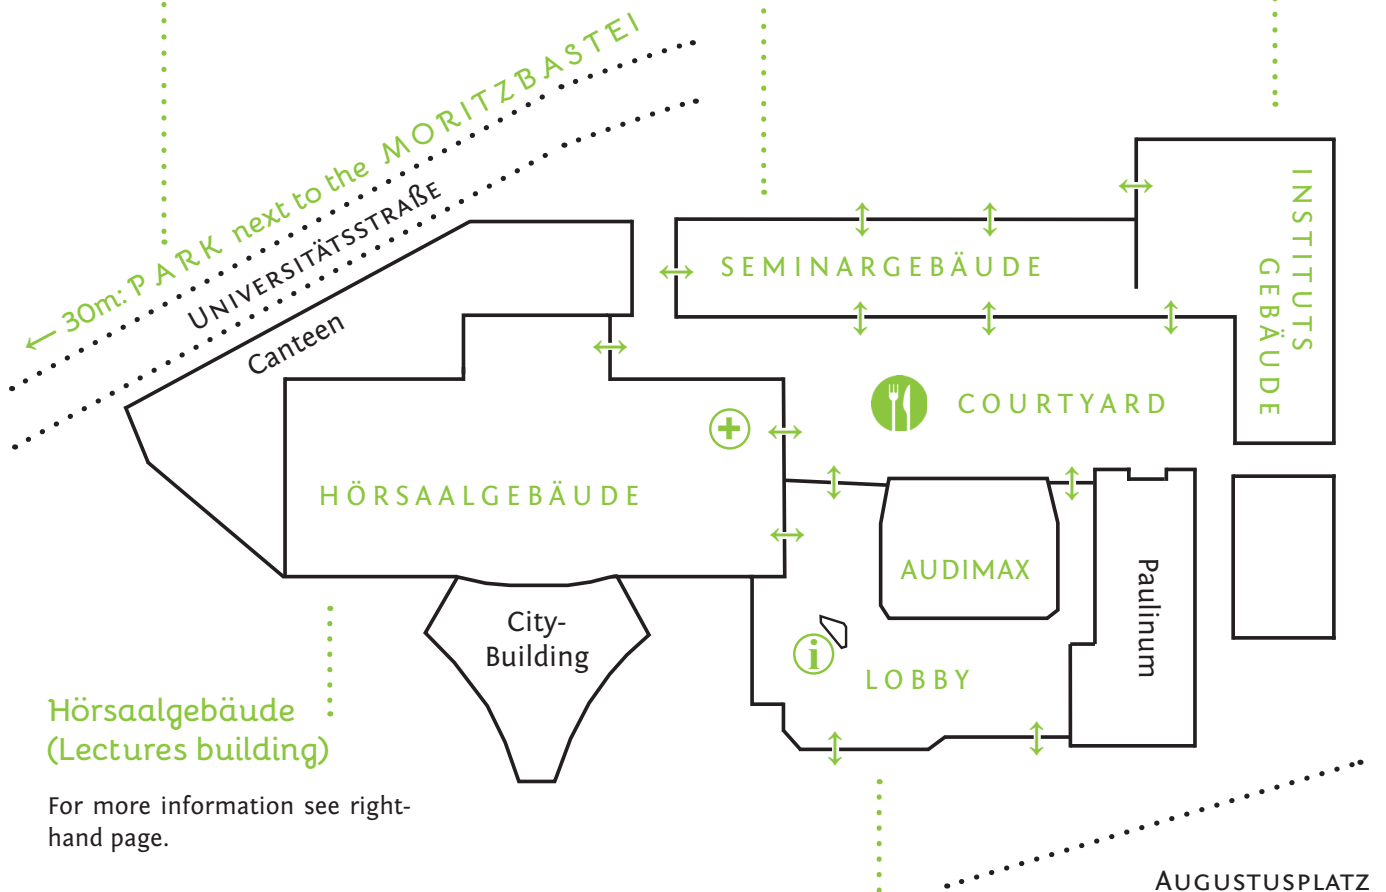 ← 30m: PARK next to the MORITZBASTEI
UNIVERSITÄTSSTRAßE
Canteen
SEMINARGEBÄUDE
INSTITUTS
GEBÄUDE
COURTYARD
HÖRSAALGEBÄUDE
AUDIMAX
Paulinum
City-
Building
i
LOBBY
Hörsaalgebäude
(Lectures building)
For more information see right-
hand page.
AUGUSTUSPLATZ